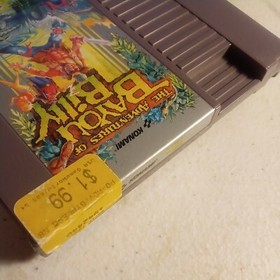 THE ADVENTURES OF
BAYOU
BILLY
KONAMI
$1.99